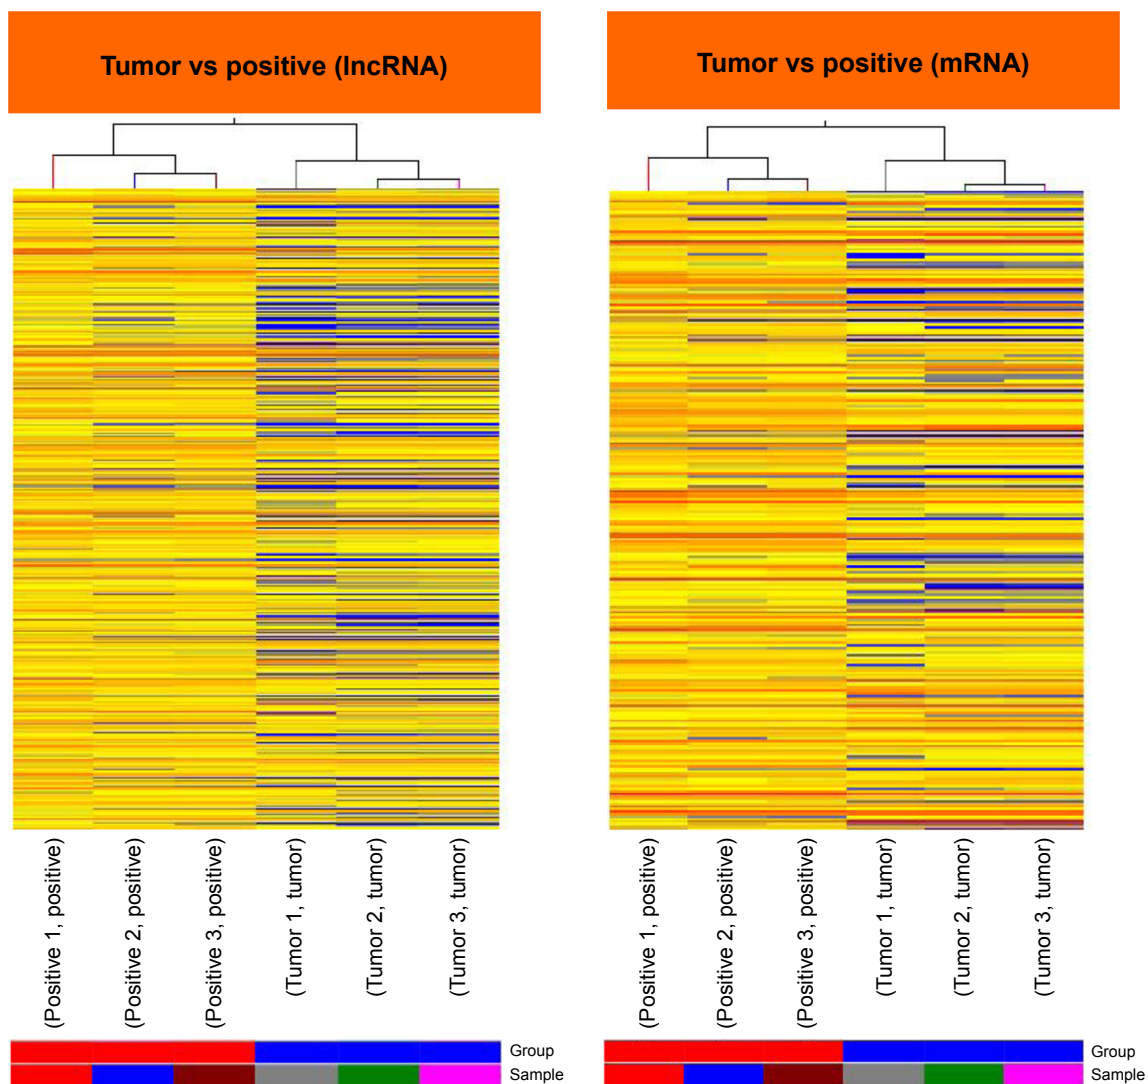 Tumor vs positive (lncRNA)
Tumor vs positive (mRNA)
(Positive 1, positive)
(Positive 2, positive)
(Positive 3, positive)
(Tumor 1, tumor)
(Tumor 2, tumor)
(Tumor 3, tumor)
(Positive 1, positive)
(Positive 2, positive)
(Positive 3, positive)
(Tumor 1, tumor)
(Tumor 2, tumor)
(Tumor 3, tumor)
Group
Sample
Group
Sample